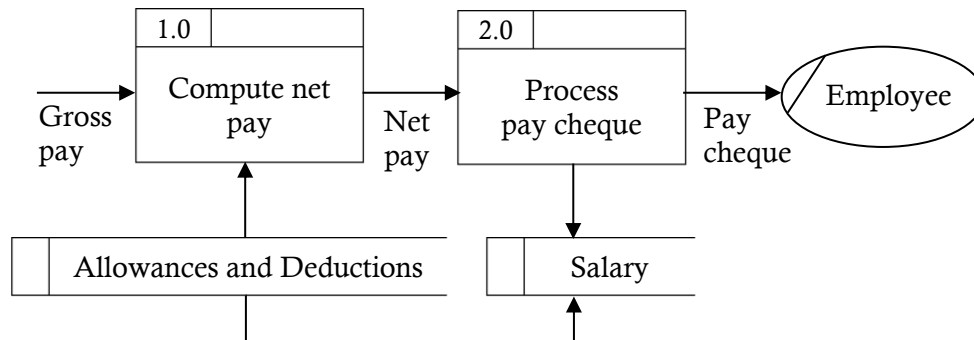 1.0
2.0
Compute net
pay
Process
pay cheque
Employee
Gross
pay
Net
pay
Pay
cheque
Allowances and Deductions
Salary